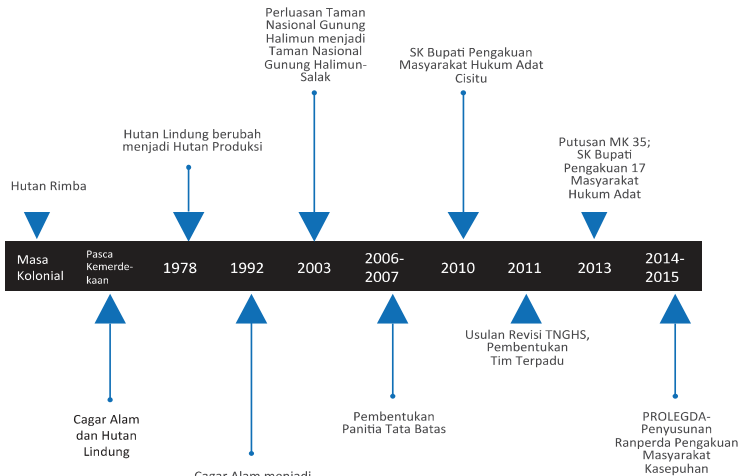 Perluasan Taman
Nasional Gunung
Halimun menjadi
Taman Nasional
Gunung Halimun-
Salak
SK Bupati Pengakuan
Masyarakat Hukum Adat
Cisitu
Hutan Lindung berubah
menjadi Hutan Produksi
Putusan MK 35;
SK Bupati
Pengakuan 17
Masyarakat
Hukum Adat
Hutan Rimba
Masa
Kolonial
Pasca
Kemerde-
kaan
1978
1992
2003
2006-
2007
2010
2011
2013
2014-
2015
Usulan Revisi TNGHS,
Pembentukan
Tim Terpadu
Cagar Alam
dan Hutan
Lindung
Pembentukan
Panitia Tata Batas
PROLEGDA-
Penyusunan
Ranperda Pengakuan
Masyarakat
Kasepuhan
Cagar Alam menjadi